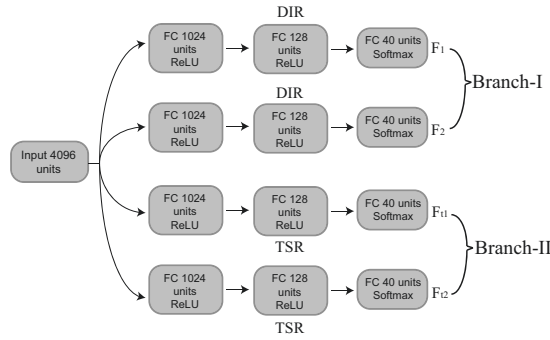 DIR
FC 1024
units
ReLU
FC 128
units
ReLU
FC 40 units
Softmax
F1
DIR
FC 1024
units
ReLU
FC 128
units
ReLU
FC 40 units
Softmax
F2
Branch-I
Input 4096
units
FC 1024
units
ReLU
FC 128
units
ReLU
FC 40 units
Softmax
Ft1
TSR
FC 1024
units
ReLU
FC 128
units
ReLU
FC 40 units
Softmax
Ft2
TSR
Branch-II